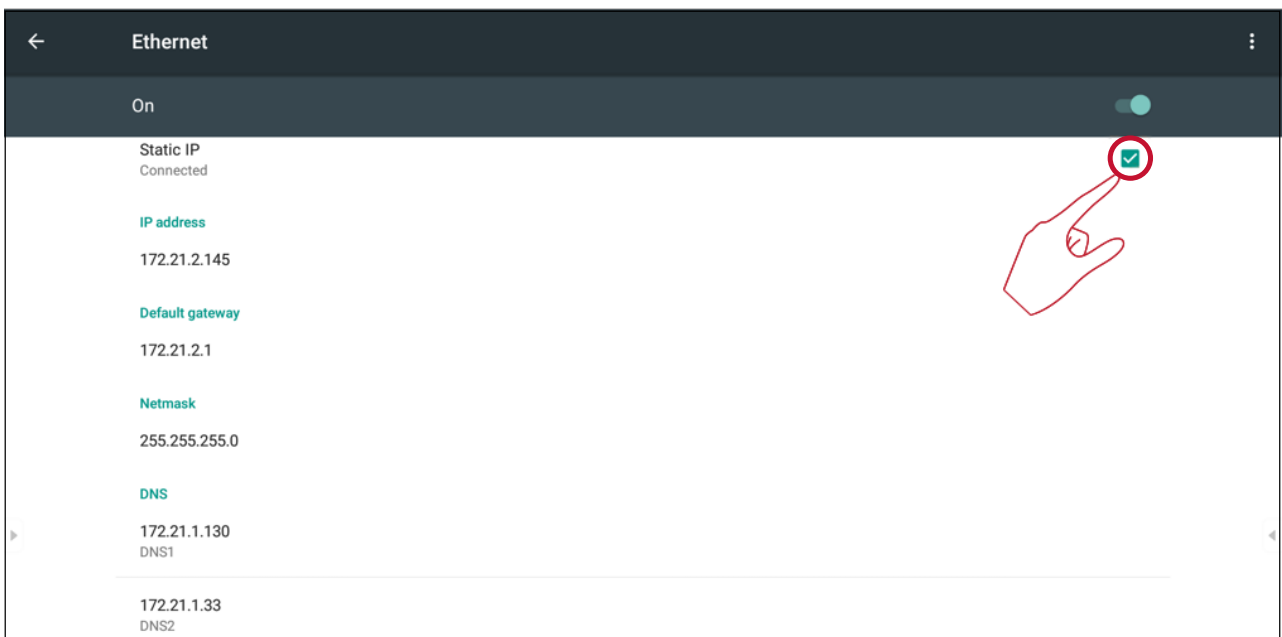 Ethernet
On
Static IP
Connected
IP address
172.21.2.145
Default gateway
172.21.2.1
Netmask
255.255.255.0
DNS
172.21.1.130
DNS1
172.21.1.33
DNS2